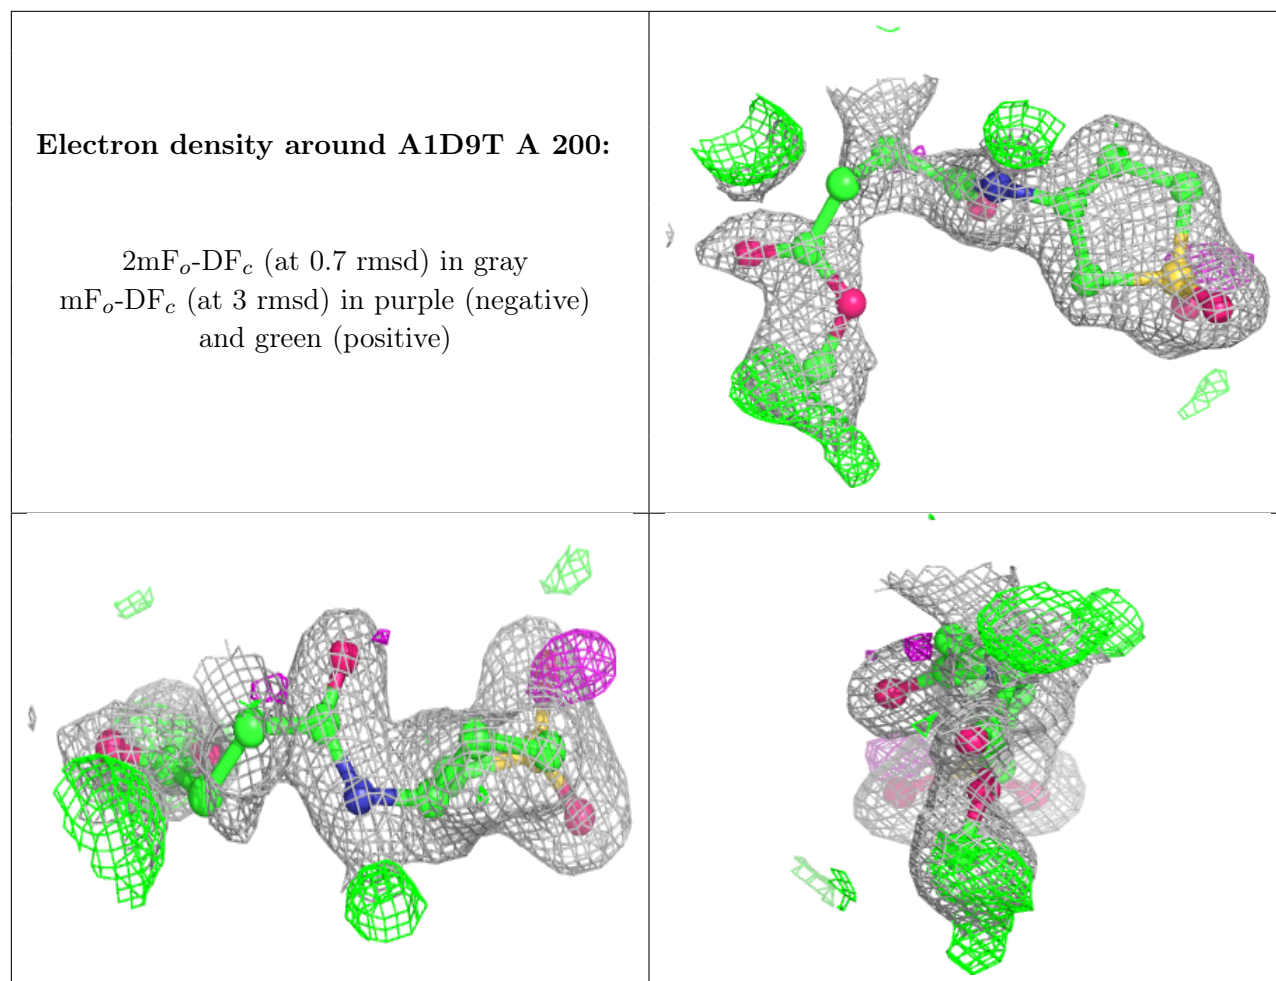 Electron density around A1D9T A 200:
2mFo-DFc (at 0.7 rmsd) in gray
mFo-DFc (at 3 rmsd) in purple (negative)
and green (positive)